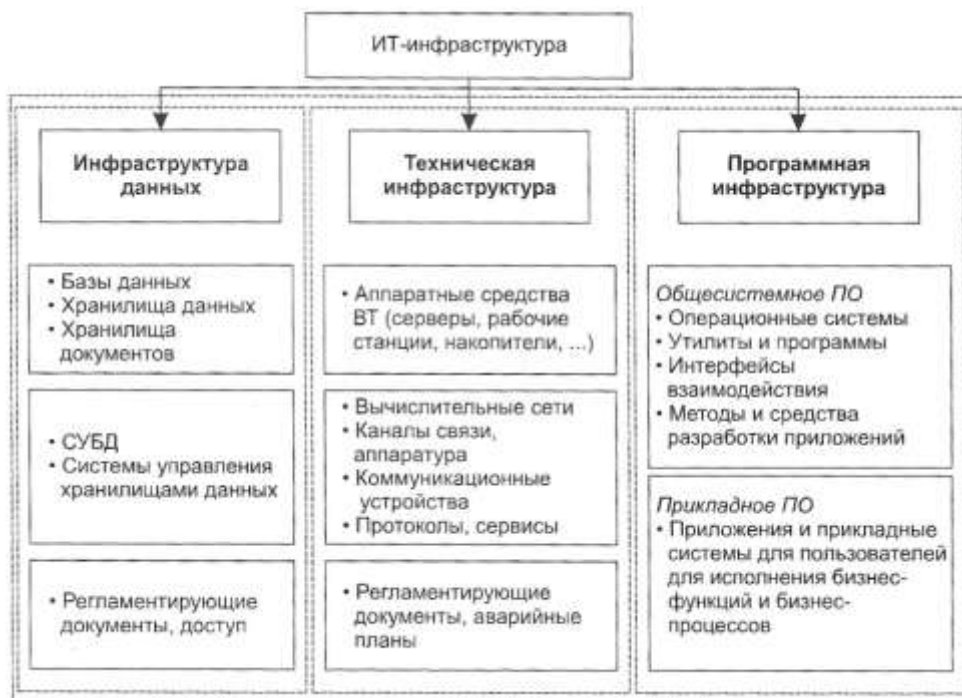 ИТ-инфраструктура
Инфраструктура
данных
• Базы данных
• Хранилища данных
• Хранилища
документов
• СУБД
• Системы управления
хранилищами данных
• Регламентирующие
документы, доступ
Техническая
инфраструктура
• Аппаратные средства
ВТ (серверы, рабочие
станции, накопители, ...)
• Вычислительные сети
• Каналы связи,
аппаратура
• Коммуникационные
устройства
• Протоколы, сервисы
• Регламентирующие
документы, аварийные
планы
Программная
инфраструктура
Общесистемное ПО
• Операционные системы
• Утилиты и программы
• Интерфейсы
взаимодействия
• Методы и средства
разработки приложений
Прикладное ПО
• Приложения и прикладные
системы для пользователей
для исполнения бизнес-
функций и бизнес-
процессов